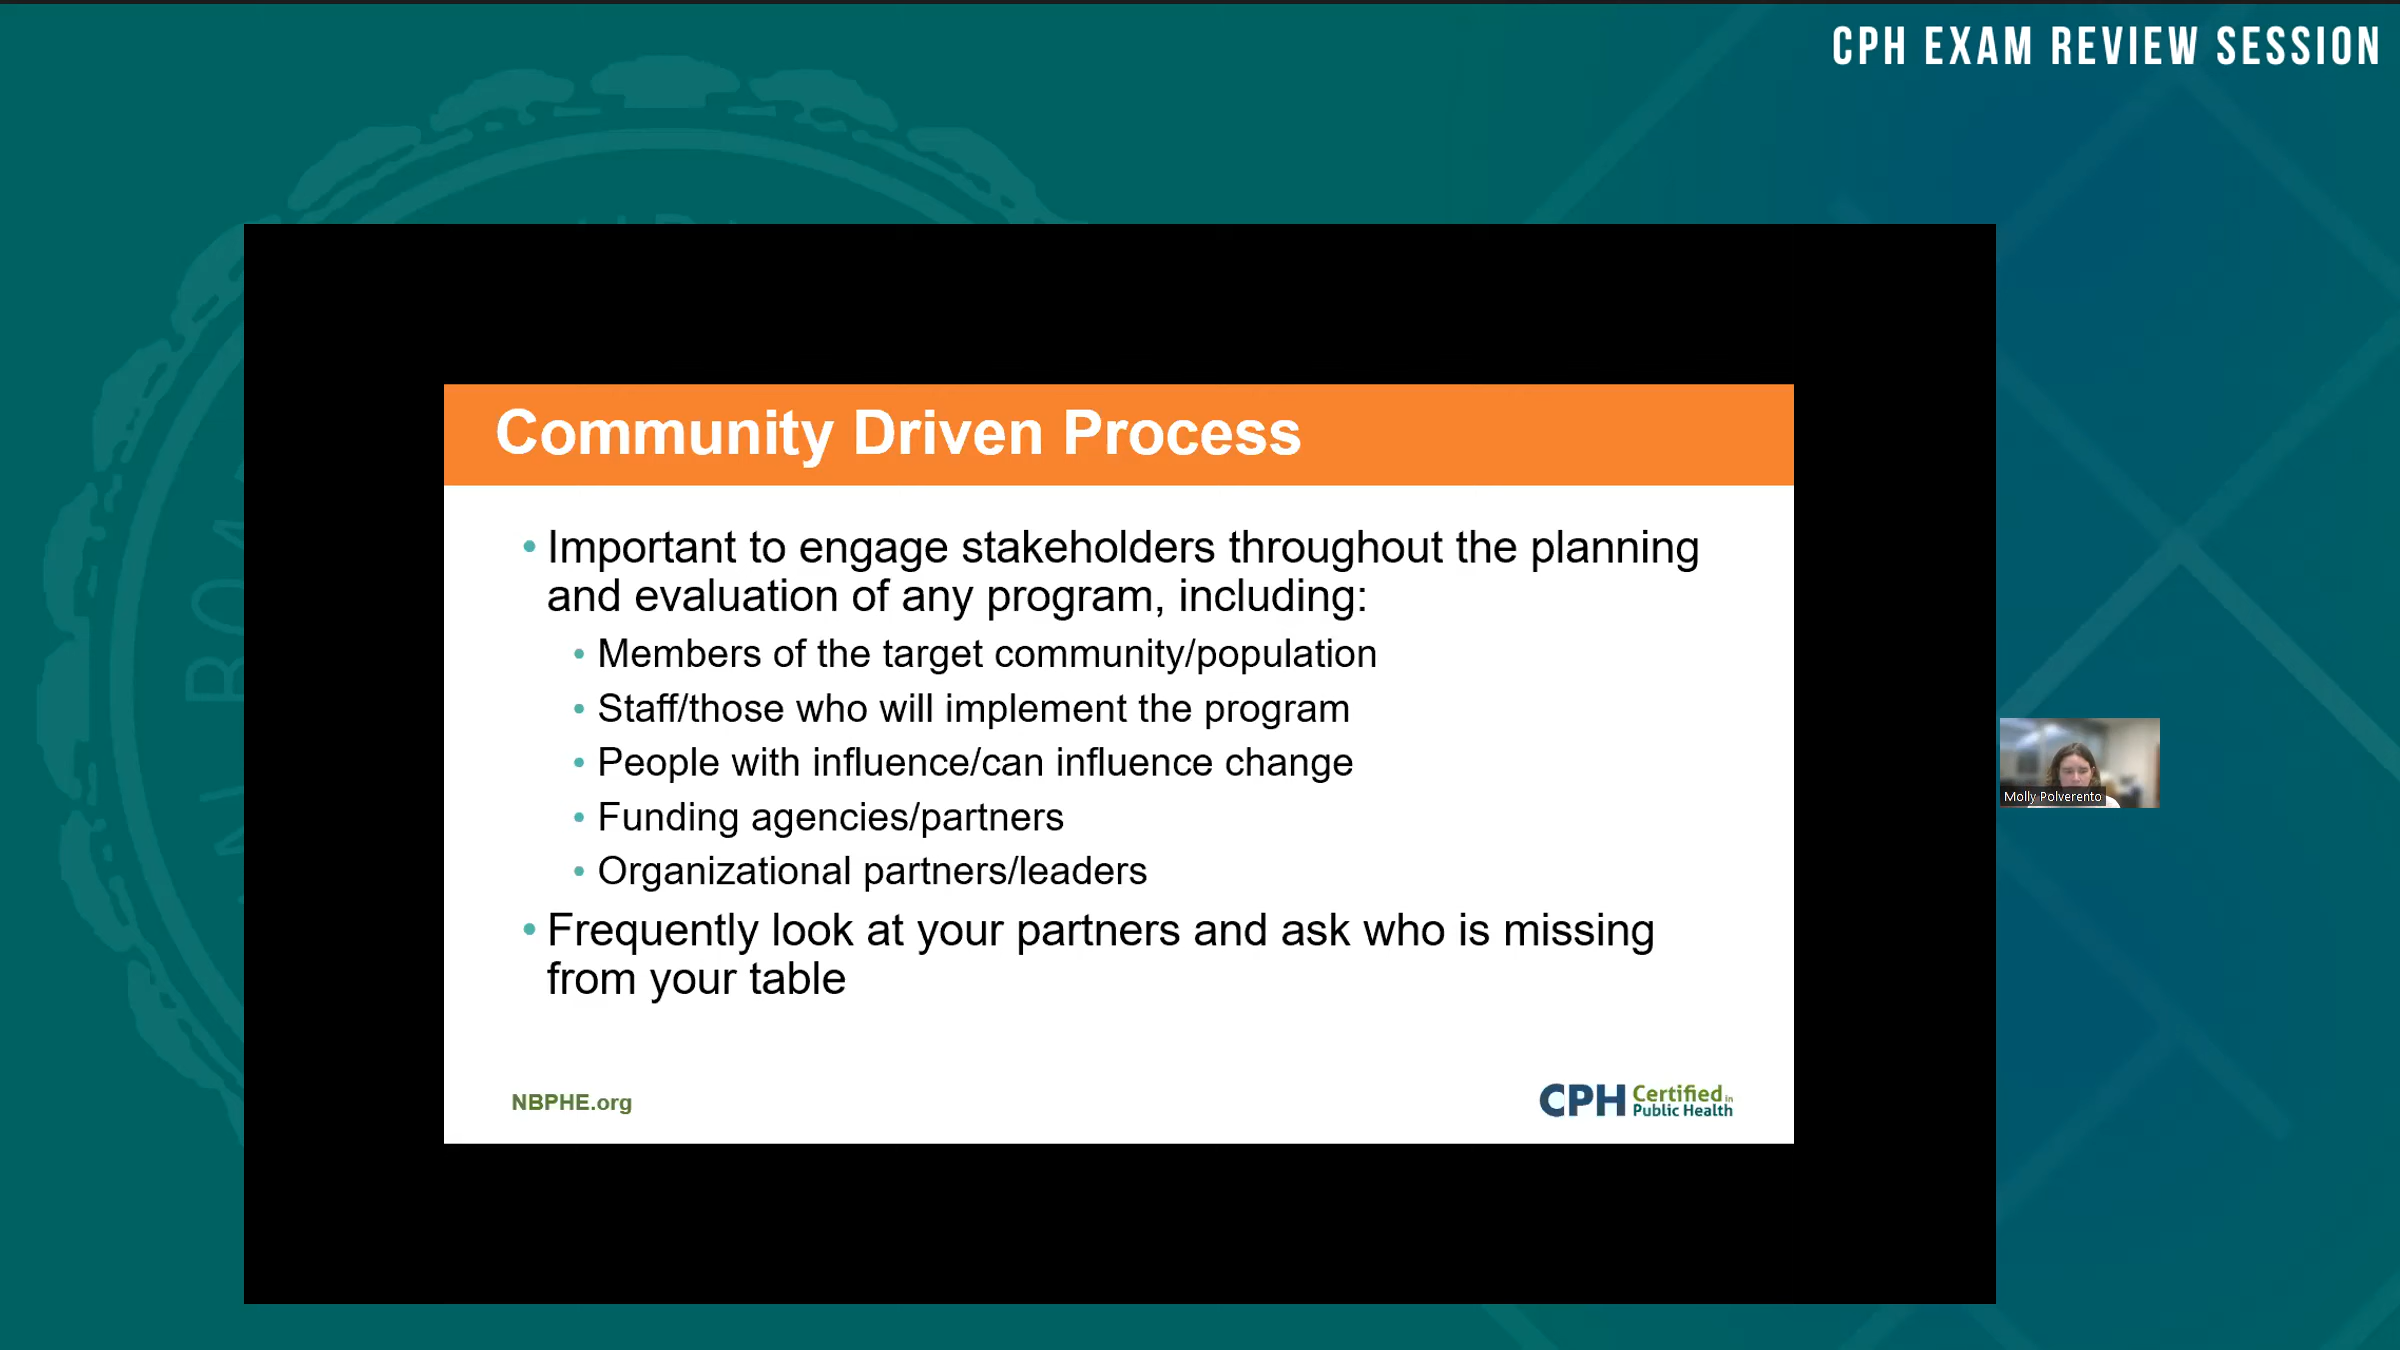 CPH EXAM REVIEW SESSION
Community Driven Process
• Important to engage stakeholders throughout the planning
and evaluation of any program, including:
• Members of the target community/population
• Staff/those who will implement the program
• People with influence/can influence change
• Funding agencies/partners
• Organizational partners/leaders
• Frequently look at your partners and ask who is missing
from your table
Molly Polverento
NBPHE.org
CPH Certified in
Public Health